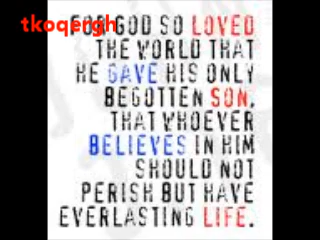 tkoqergh
FOR GOD SO LOVED
THE WORLD THAT
HE GAVE HIS ONLY
BEGOTTEN SON,
THAT WHOEVER
BELIEVES IN HIM
SHOULD NOT
PERISH BUT HAVE
EVERLASTING LIFE.